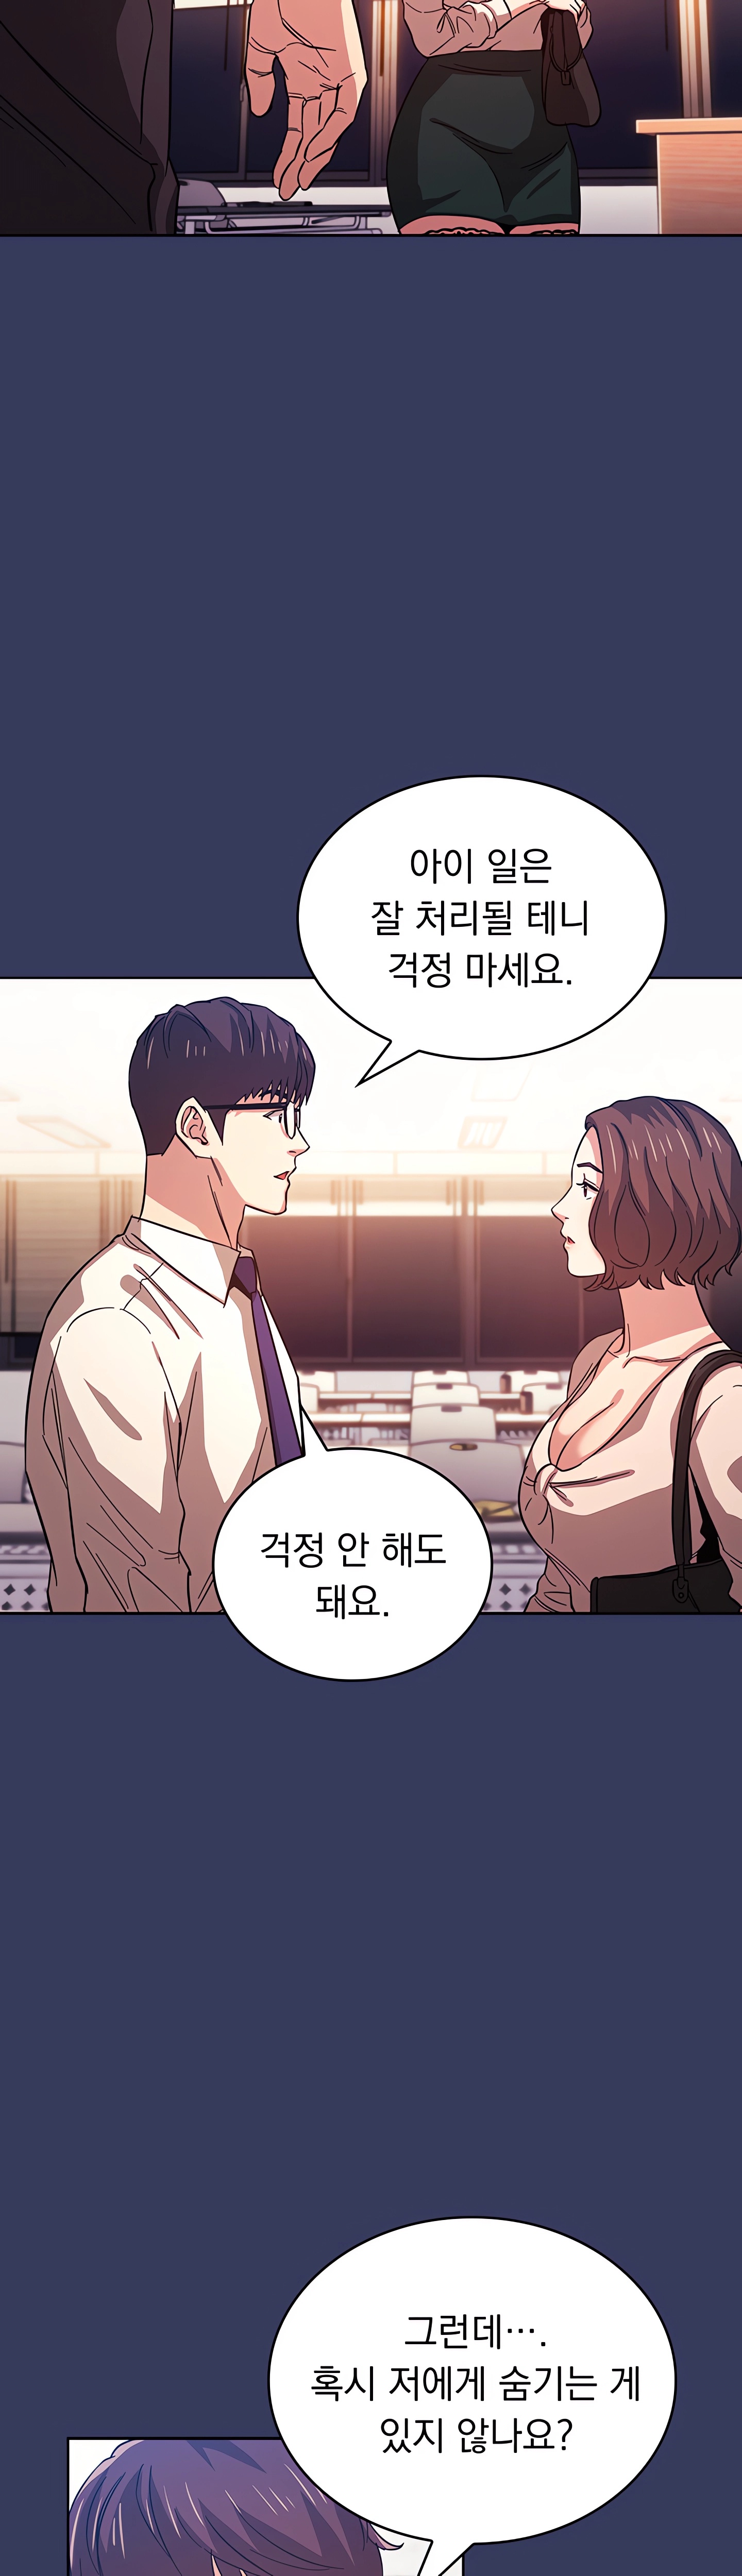 아이 일은
잘 처리될 테니
걱정 마세요.
걱정 안 해도
돼요.
그런데….
혹시 저에게 숨기는 게
있지 않나요?